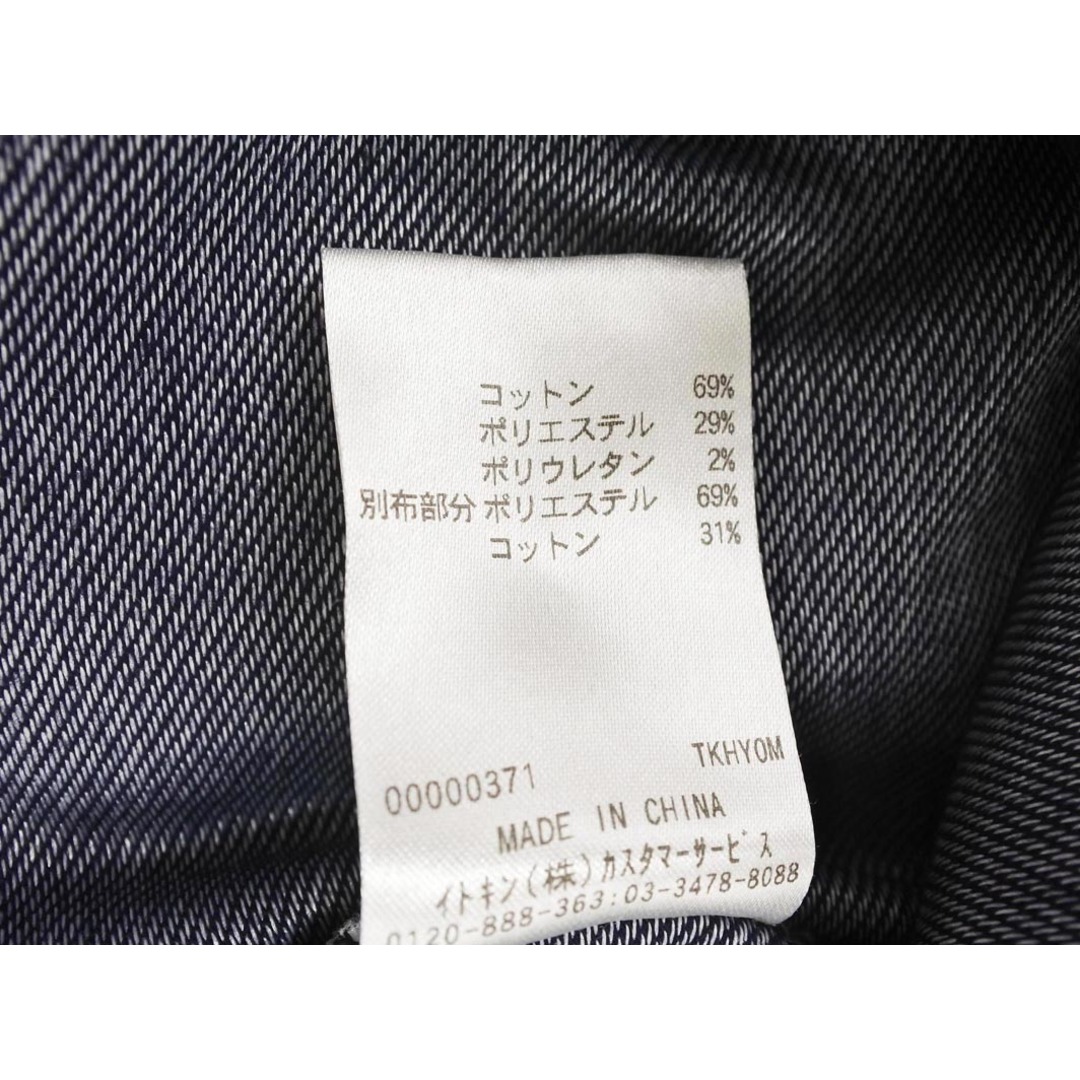 コットン 69%
ポリエステル 29%
ポリウレタン 2%
別布部分 ポリエステル 69%
コットン 31%
TKHYOM
00000371
MADE IN CHINA
イトキン(株)カスタマーサービス
0120-888-363:03-3478-8088